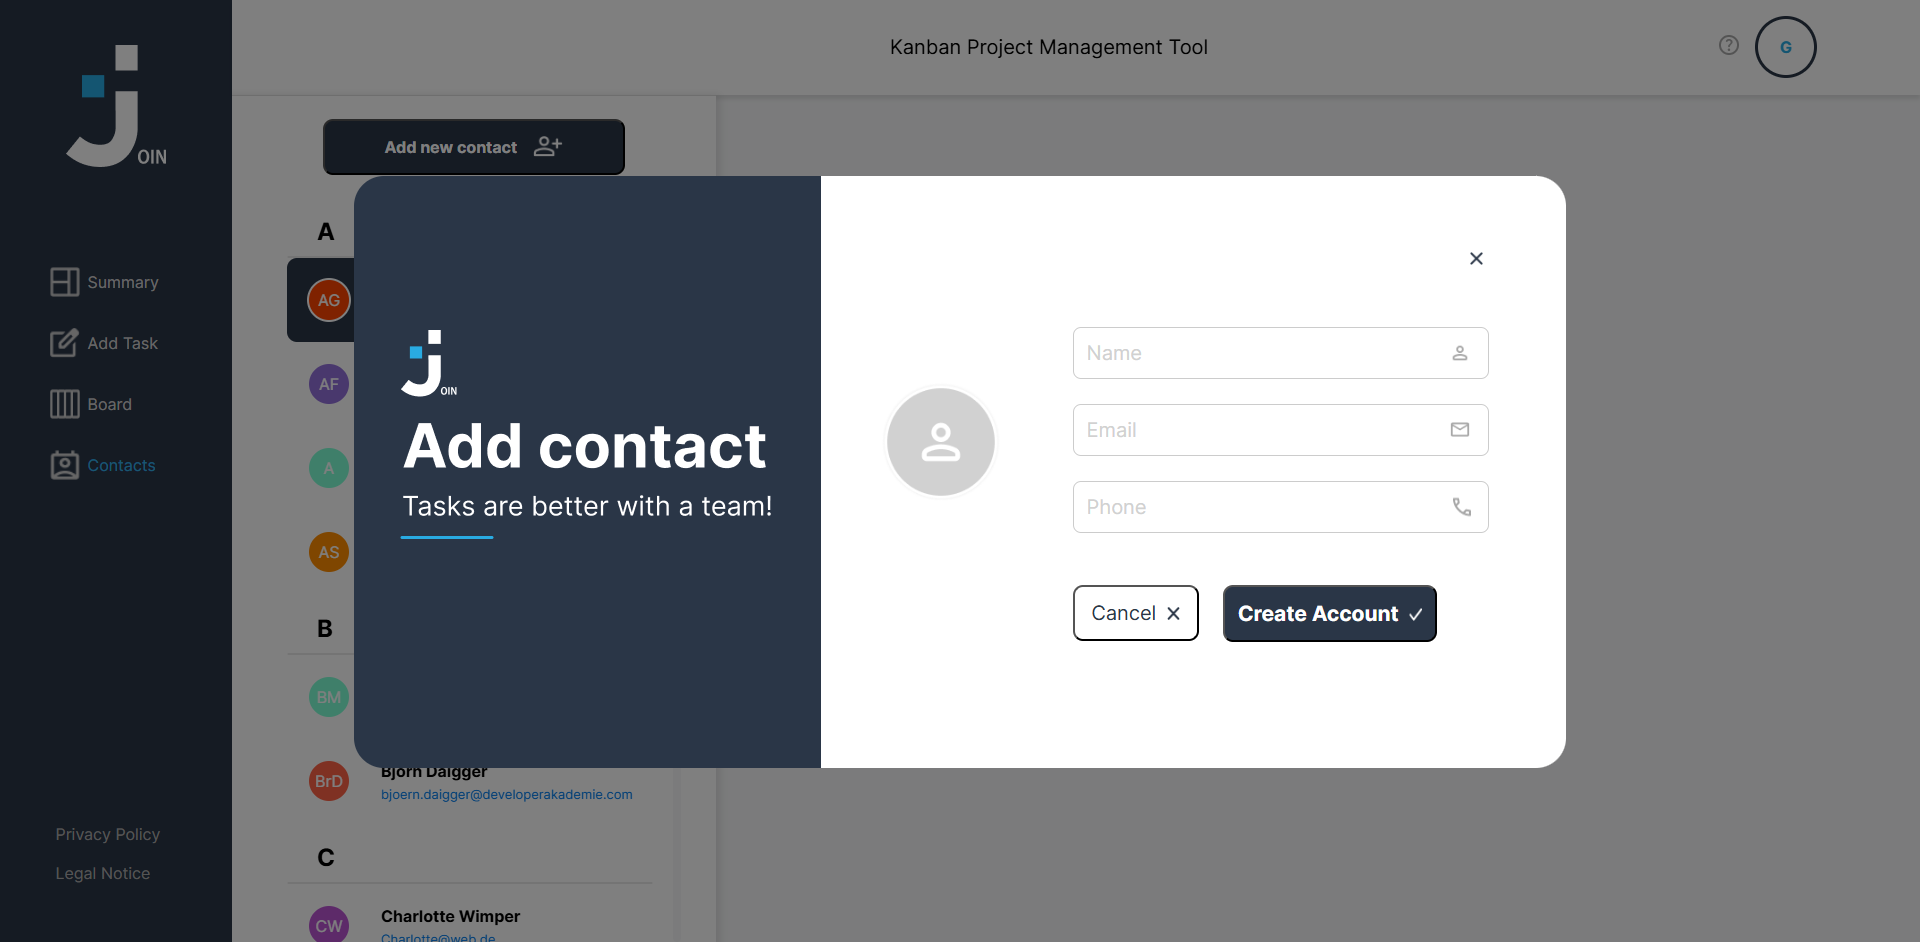 OIN
Summary
Add Task
Board
Contacts
Privacy Policy
Legal Notice
Kanban Project Management Tool
?
G
Add new contact
A
AG
AF
A
AS
B
BM
BrD
Björn Daigger
bjoern.daigger@developerakademie.com
C
CW
Charlotte Wimper
Charlotte@web.de
OIN
Add contact
Tasks are better with a team!
Name
Email
Phone
Cancel
Create Account